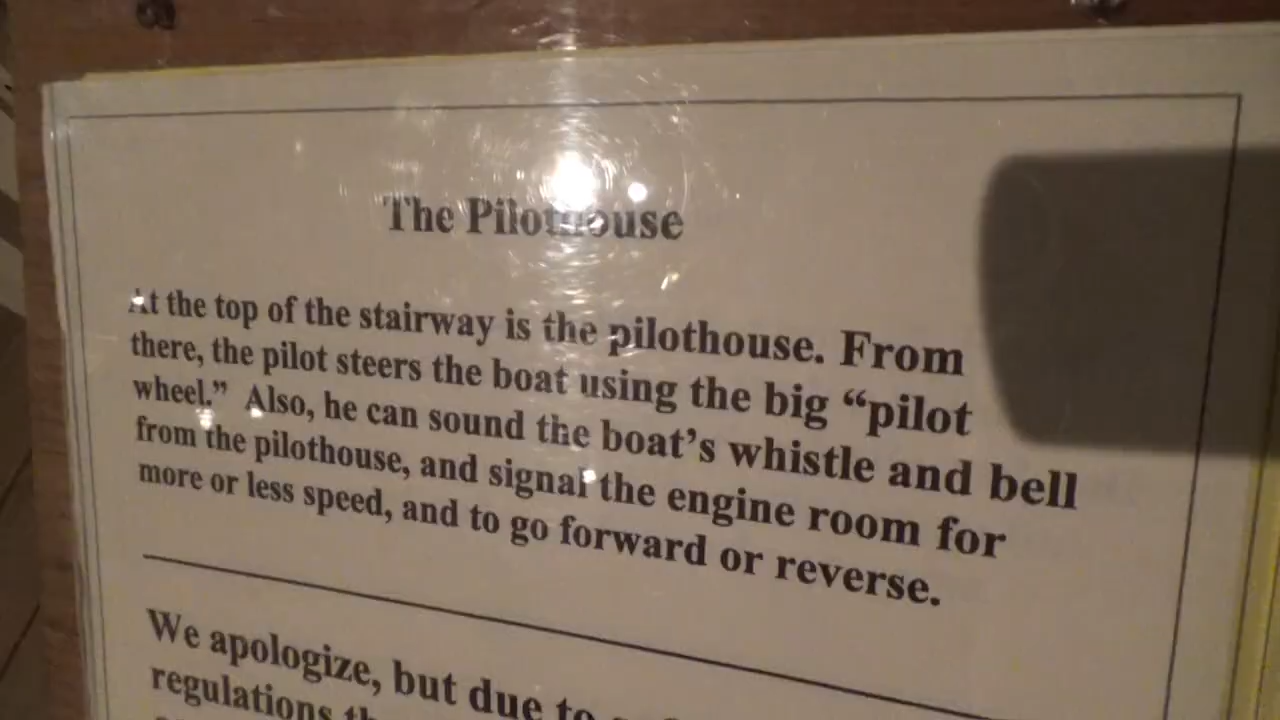 The Pilothouse
At the top of the stairway is the pilothouse. From
there, the pilot steers the boat using the big “pilot
wheel.” Also, he can sound the boat’s whistle and bell
from the pilothouse, and signal the engine room for
more or less speed, and to go forward or reverse.
We apologize, but due to
regulations